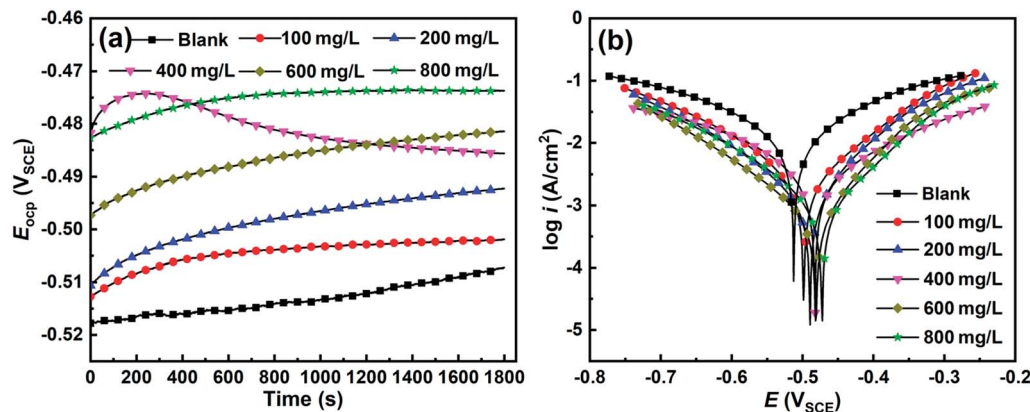 (a)
Blank 100 mg/L 200 mg/L
400 mg/L 600 mg/L 800 mg/L
-0.46
-0.47
-0.48
-0.49
-0.50
-0.51
-0.52
E_ocp (V_SCE)
0 200 400 600 800 1000 1200 1400 1600 1800
Time (s)
(b)
0
-1
-2
-3
-4
-5
log i (A/cm²)
Blank
100 mg/L
200 mg/L
400 mg/L
600 mg/L
800 mg/L
-0.8 -0.7 -0.6 -0.5 -0.4 -0.3 -0.2
E (V_SCE)